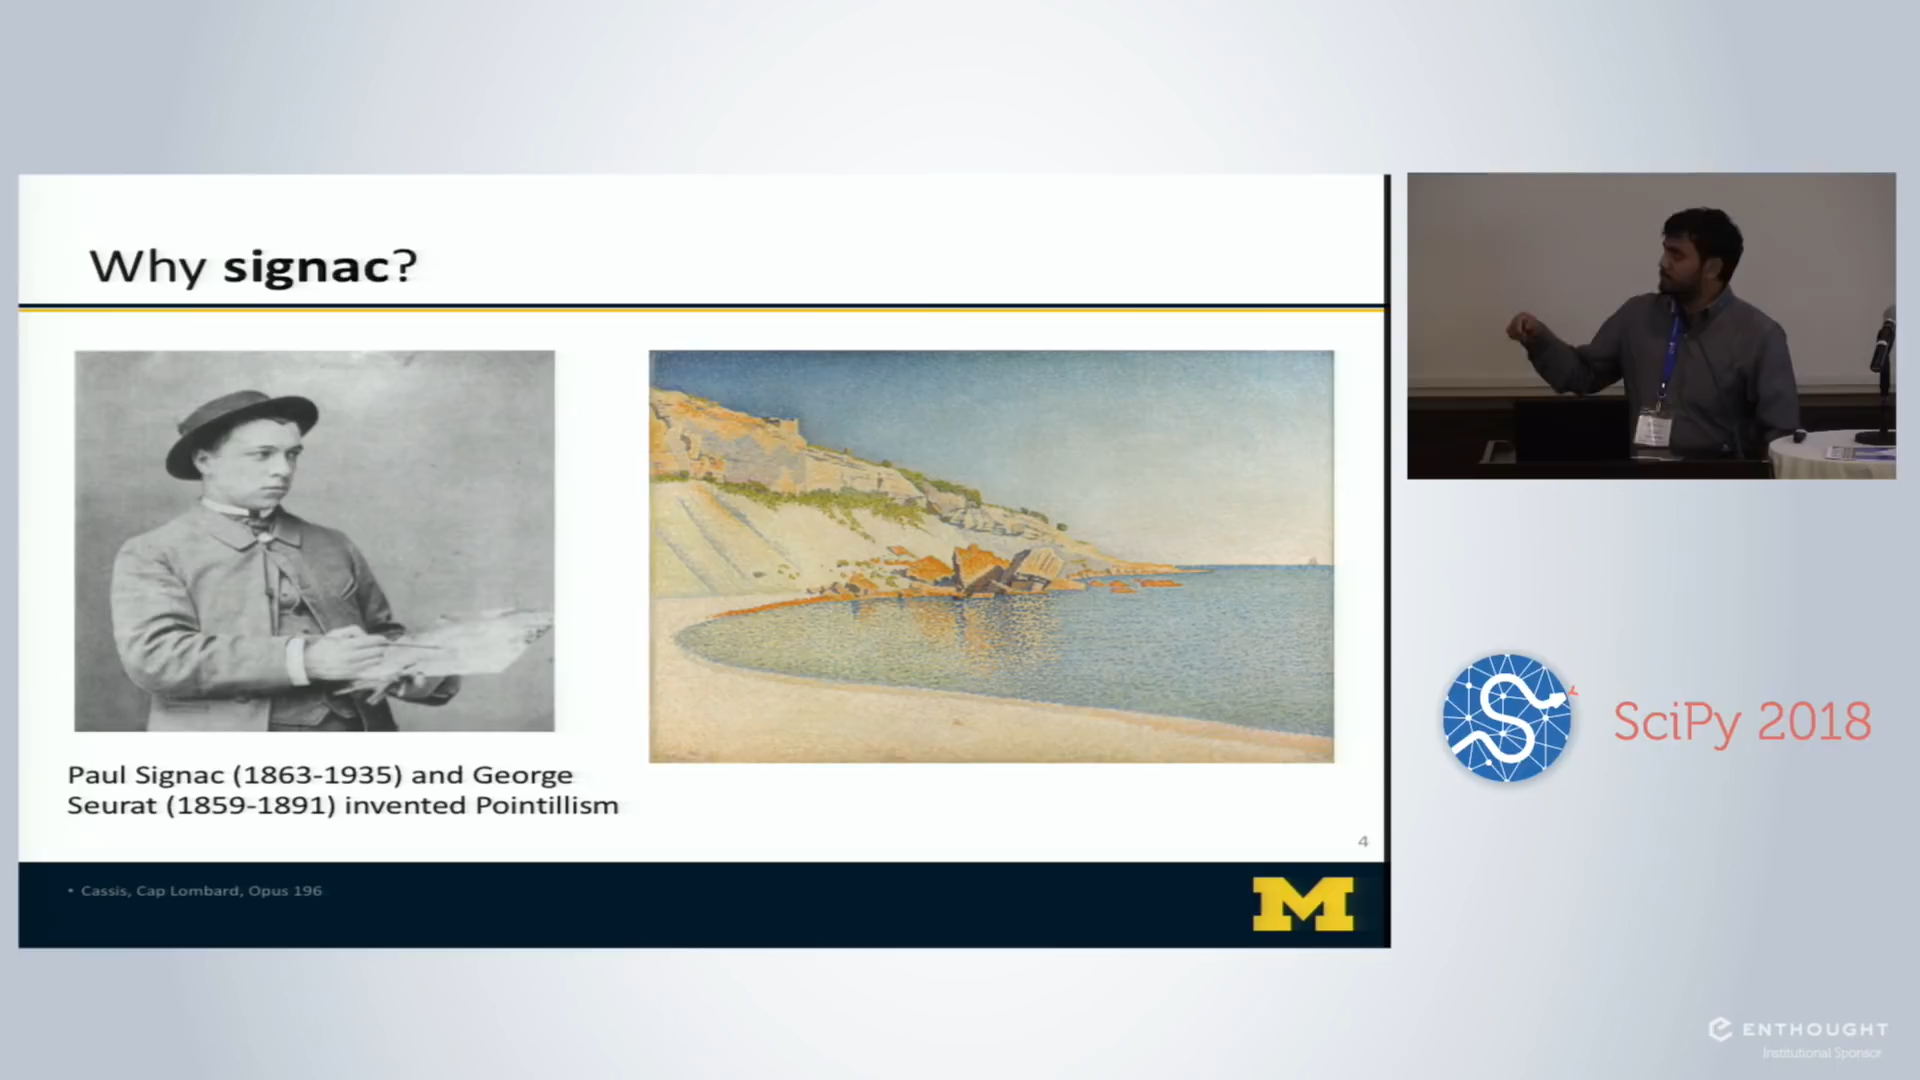 Why signac?
Paul Signac (1863-1935) and George
Seurat (1859-1891) invented Pointillism
4
• Cassis, Cap Lombard, Opus 196
M
SciPy 2018
ENTHOUGHT
Institutional Sponsor